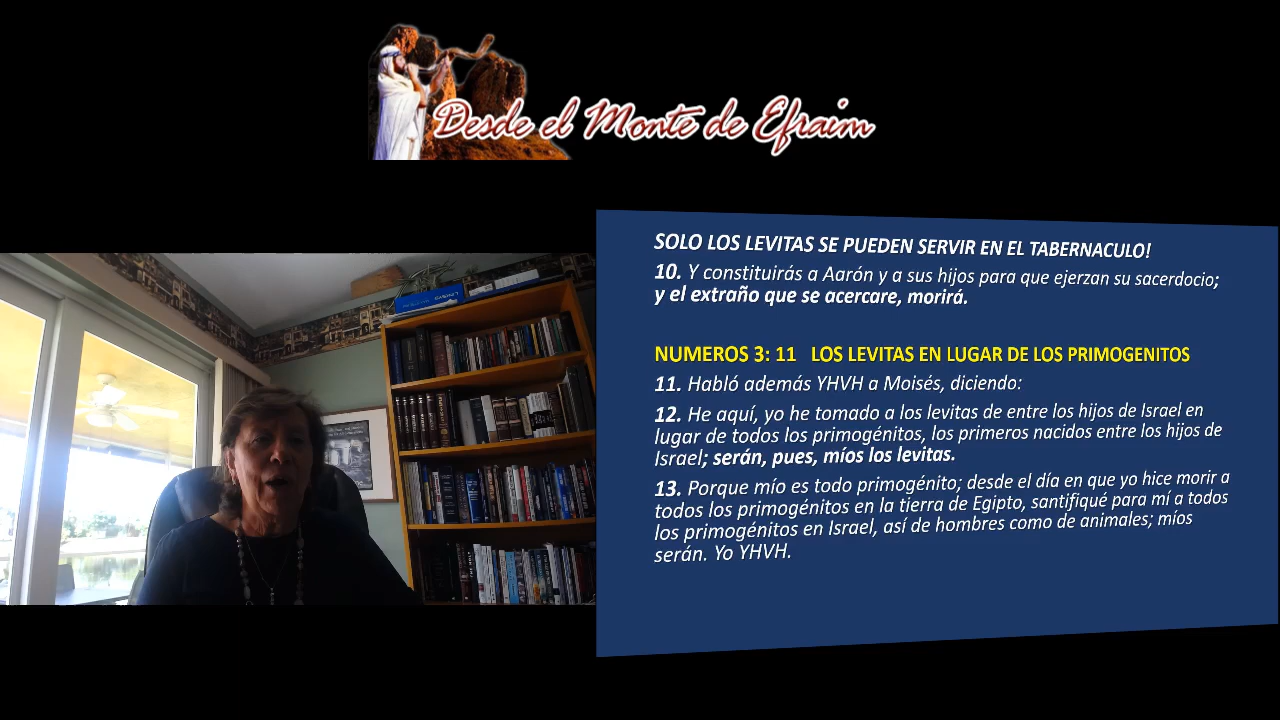 Desde el Monte de Efraim
SOLO LOS LEVITAS SE PUEDEN SERVIR EN EL TABERNACULO!
10. Y constituirás a Aarón y a sus hijos para que ejerzan su sacerdocio;
y el extraño que se acercare, morirá.
NUMEROS 3: 11 LOS LEVITAS EN LUGAR DE LOS PRIMOGENITOS
11. Habló además YHVH a Moisés, diciendo:
12. He aquí, yo he tomado a los levitas de entre los hijos de Israel en
lugar de todos los primogénitos, los primeros nacidos entre los hijos de
Israel; serán, pues, míos los levitas.
13. Porque mío es todo primogénito; desde el día en que yo hice morir a
todos los primogénitos en la tierra de Egipto, santifiqué para mí a todos
los primogénitos en Israel, así de hombres como de animales; míos
serán. Yo YHVH.